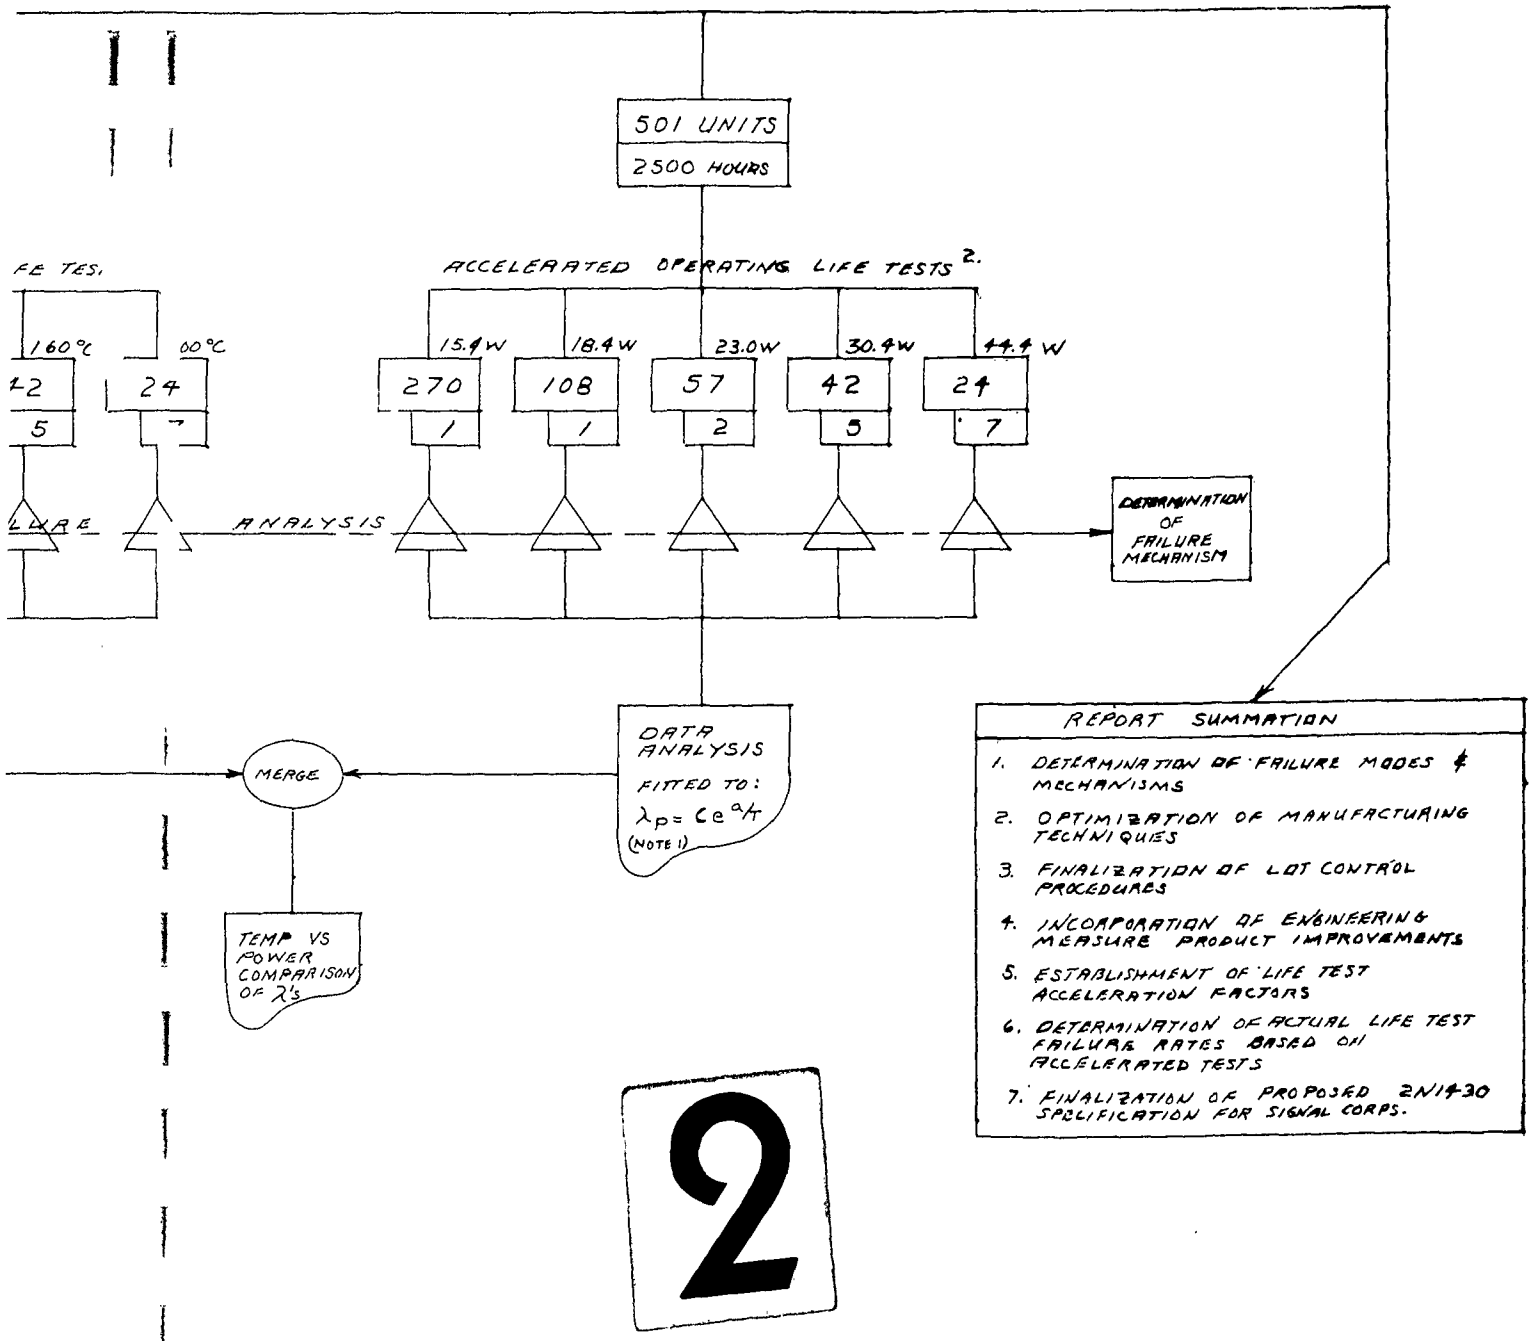 501 UNITS
2500 HOURS
FE TES
ACCELERATED OPERATING LIFE TESTS 2.
160°C
00°C
15.4W
18.4W
23.0W
30.4W
44.4 W
24
270
108
57
42
24
5
1
1
2
5
7
LURE
ANALYSIS
DETERMINATION
OF
FAILURE
MECHANISM
DATA
ANALYSIS
FITTED TO:
λp = Ce a/T
(NOTE 1)
MERGE
TEMP VS
POWER
COMPARISON
OF λ's
REPORT SUMMATION
1. DETERMINATION OF FAILURE MODES &
MECHANISMS
2. OPTIMIZATION OF MANUFACTURING
TECHNIQUES
3. FINALIZATION OF LOT CONTROL
PROCEDURES
4. INCORPORATION OF ENGINEERING
MEASURE PRODUCT IMPROVEMENTS
5. ESTABLISHMENT OF LIFE TEST
ACCELERATION FACTORS
6. DETERMINATION OF ACTUAL LIFE TEST
FAILURE RATES BASED ON
ACCELERATED TESTS
7. FINALIZATION OF PROPOSED 2N1430
SPECIFICATION FOR SIGNAL CORPS.
2